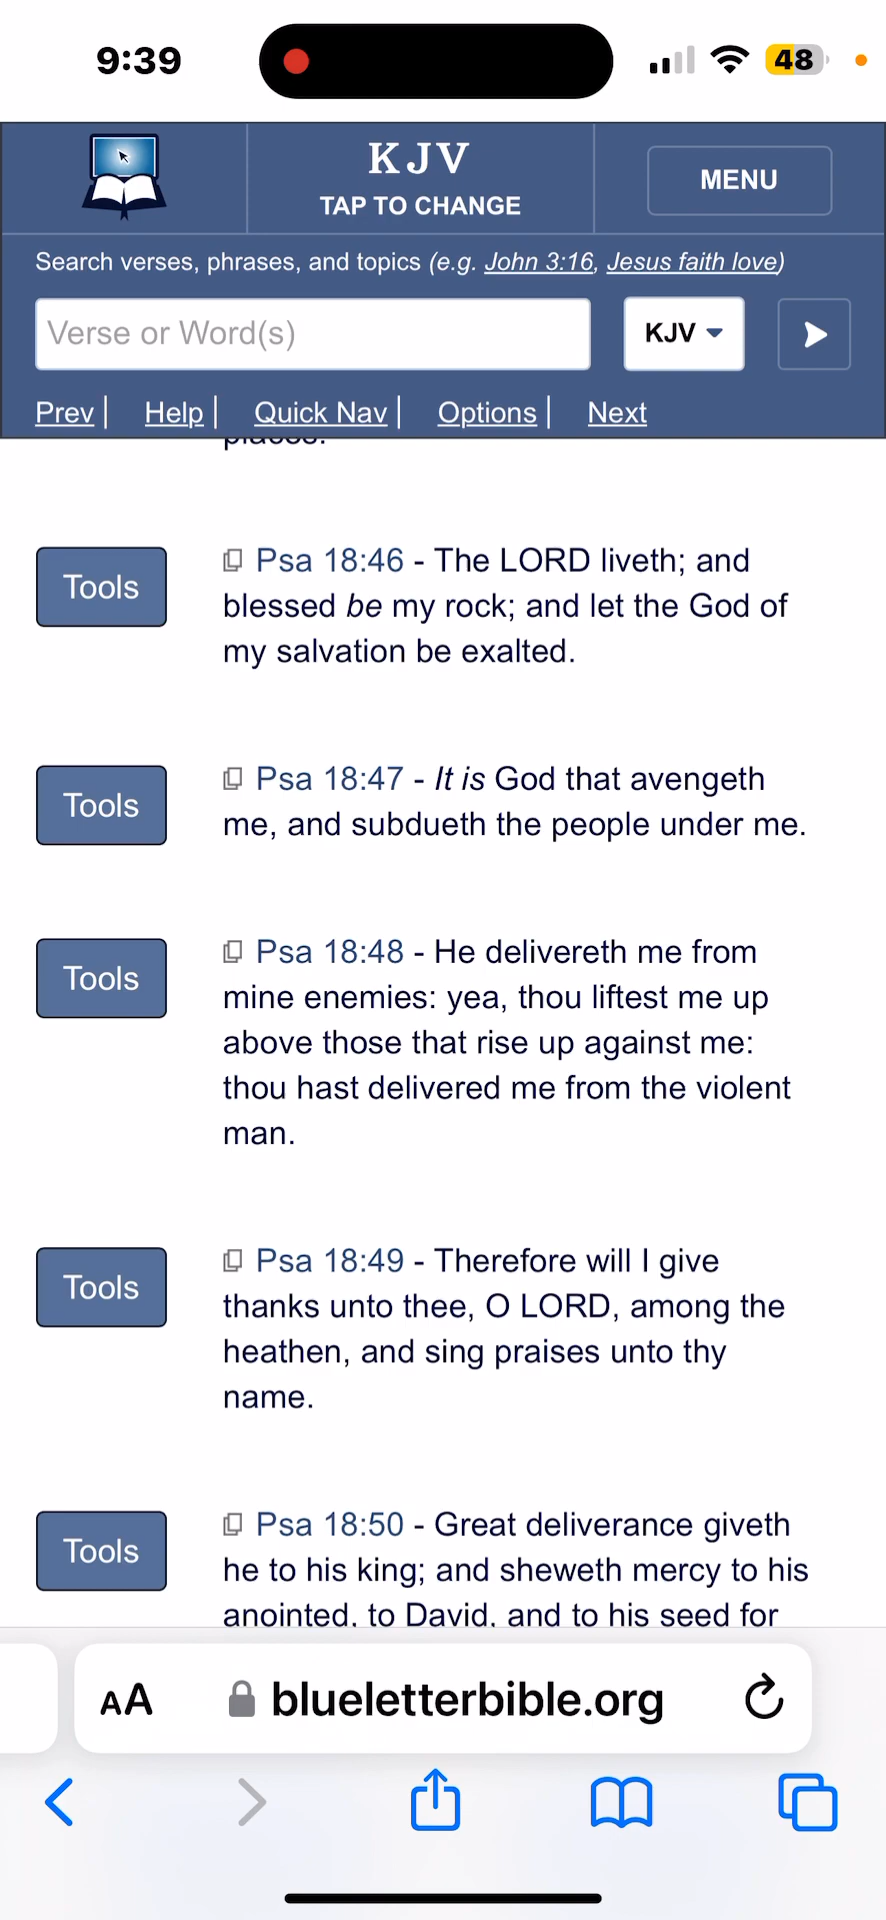 9:39
48
KJV
TAP TO CHANGE
MENU
Search verses, phrases, and topics (e.g. John 3:16, Jesus faith love)
Verse or Word(s)
KJV
Prev | Help | Quick Nav | Options | Next
places.
Tools
Psa 18:46 - The LORD liveth; and
blessed be my rock; and let the God of
my salvation be exalted.
Tools
Psa 18:47 - It is God that avengeth
me, and subdueth the people under me.
Tools
Psa 18:48 - He delivereth me from
mine enemies: yea, thou liftest me up
above those that rise up against me:
thou hast delivered me from the violent
man.
Tools
Psa 18:49 - Therefore will I give
thanks unto thee, O LORD, among the
heathen, and sing praises unto thy
name.
Tools
Psa 18:50 - Great deliverance giveth
he to his king; and sheweth mercy to his
anointed, to David, and to his seed for
AA
blueletterbible.org